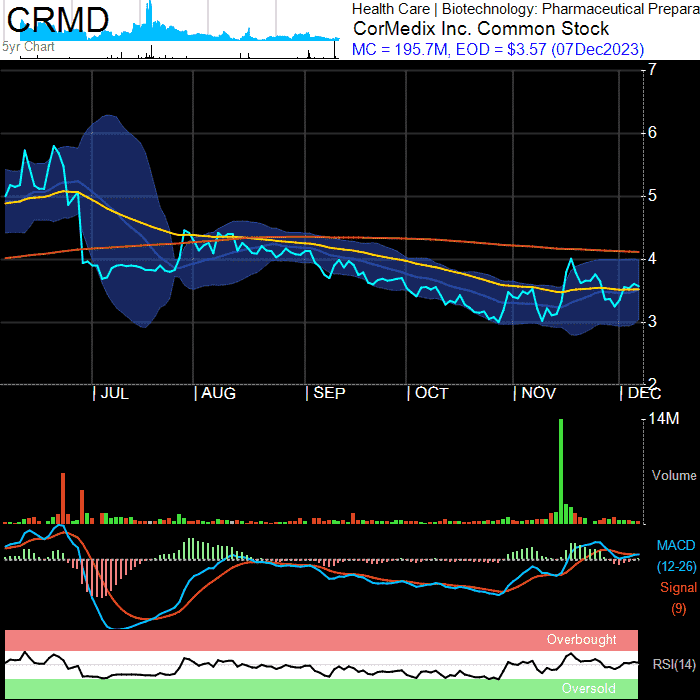 CRMD
5yr Chart
Health Care | Biotechnology: Pharmaceutical Prepara
CorMedix Inc. Common Stock
MC = 195.7M, EOD = $3.57 (07Dec2023)
7
6
5
4
3
2
| JUL | AUG | SEP | OCT | NOV | DEC
14M
Volume
MACD
(12-26)
Signal
(9)
Overbought
RSI(14)
Oversold